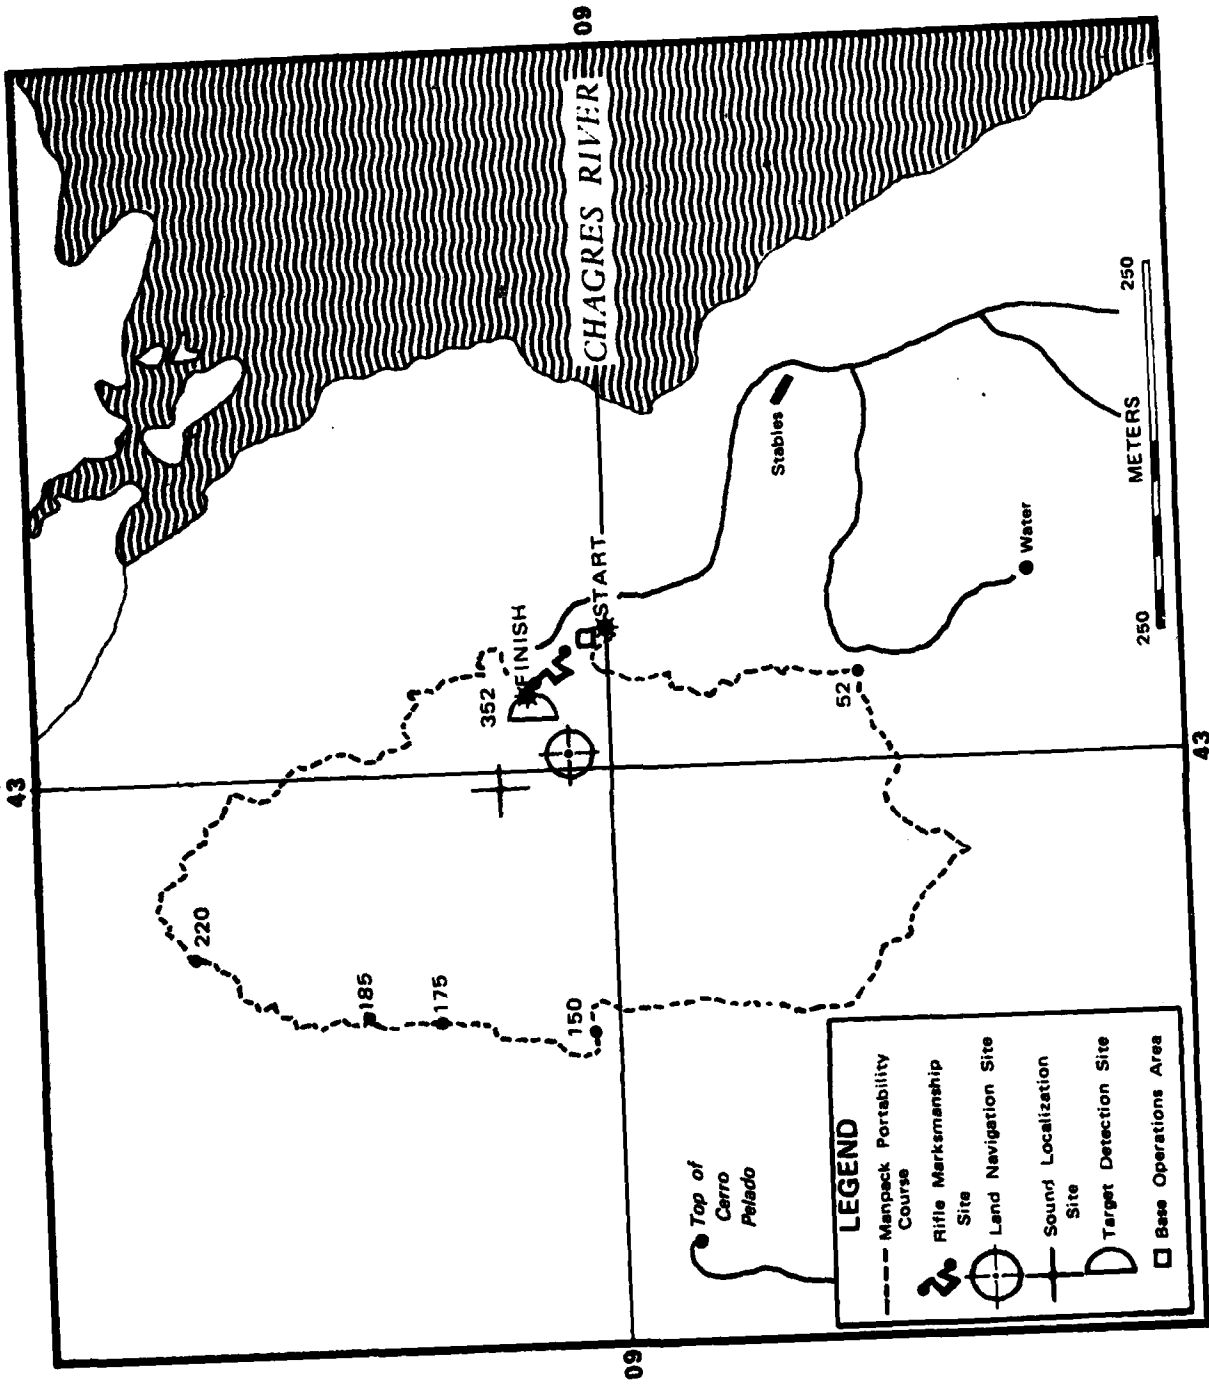 43
220
185
175
352
FINISH
150
START
CHAGRES RIVER
09
09
Top of
Cerro
Pelado
Stables
52
Water
LEGEND
Manpack Portability
Course
Rifle Marksmanship
Site
Land Navigation Site
Sound Localization
Site
Target Detection Site
Base Operations Area
METERS
250
250
43